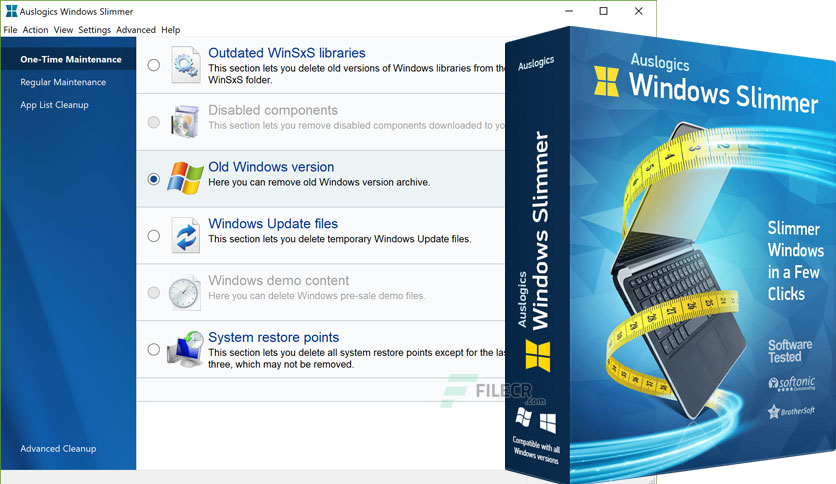 Auslogics Windows Slimmer
File Action View Settings Advanced Help
One-Time Maintenance
Regular Maintenance
App List Cleanup
Advanced Cleanup
Outdated WinSxS libraries
This section lets you delete old versions of Windows libraries from the
WinSxS folder.
Disabled components
This section lets you remove disabled components downloaded to yo
Old Windows version
Here you can remove old Windows version archive.
Windows Update files
This section lets you delete temporary Windows Update files.
Windows demo content
Here you can delete Windows pre-sale demo files.
System restore points
This section lets you delete all system restore points except for the las
three, which may not be removed.
FILECR
.com
Auslogics
Windows Slimmer
Auslogics
Auslogics
Windows Slimmer
Slimmer
Windows
in a Few
Clicks
Software
Tested
softonic
Outstanding
BrotherSoft
Compatible with all
Windows versions